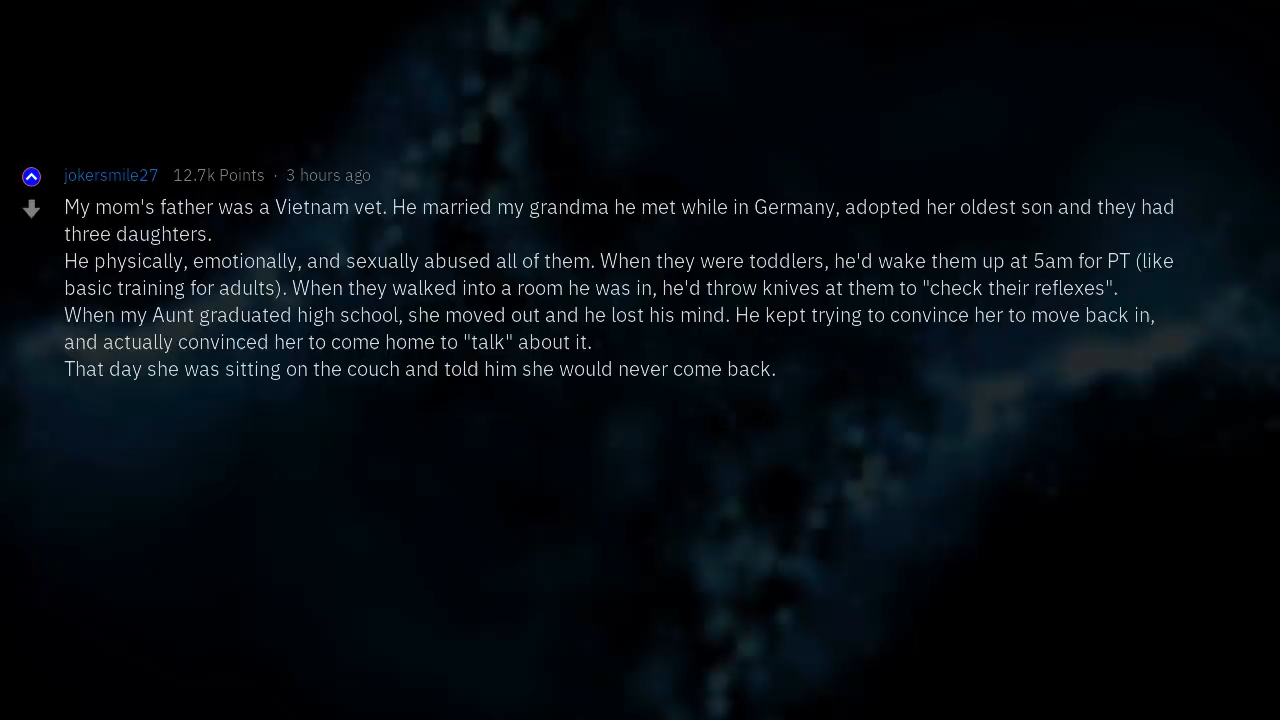 jokersmile27 12.7k Points · 3 hours ago
My mom's father was a Vietnam vet. He married my grandma he met while in Germany, adopted her oldest son and they had
three daughters.
He physically, emotionally, and sexually abused all of them. When they were toddlers, he'd wake them up at 5am for PT (like
basic training for adults). When they walked into a room he was in, he'd throw knives at them to "check their reflexes".
When my Aunt graduated high school, she moved out and he lost his mind. He kept trying to convince her to move back in,
and actually convinced her to come home to "talk" about it.
That day she was sitting on the couch and told him she would never come back.